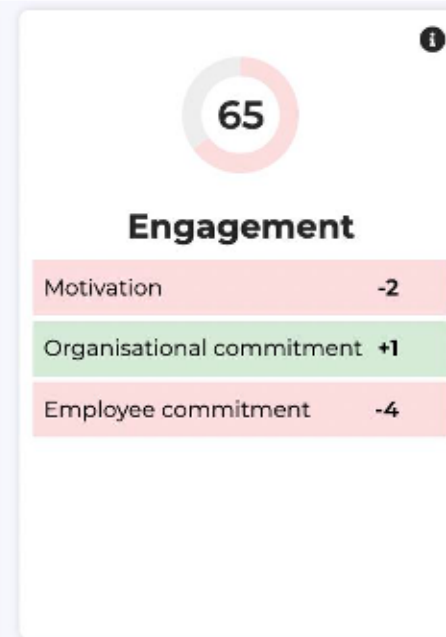 65
Engagement
Motivation -2
Organisational commitment +1
Employee commitment -4